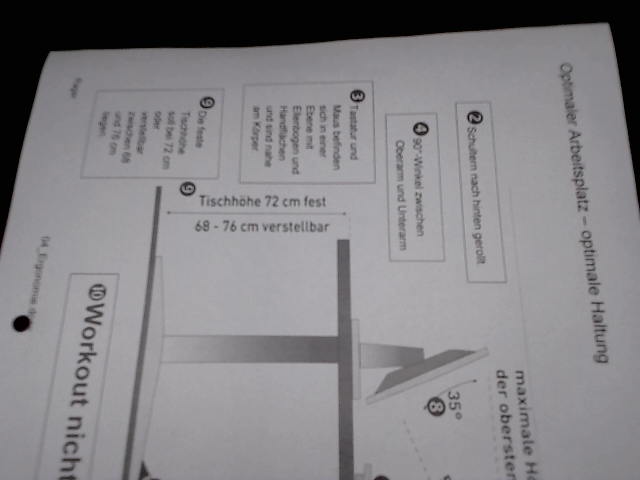 Optimaler Arbeitsplatz – optimale Haltung
maximale
der oberster
2 Schultern nach hinten gerollt
4 90°-Winkel zwischen
Oberarm und Unterarm
3 Tastatur und
Maus befinden
sich in einer
Ebene mit
Ellenbogen und
Handflächen
und sind nahe
am Körper
9 Die feste
Tischhöhe
soll bei 72 cm
oder
verstellbar
zwischen 68
und 76 cm
liegen
9
Tischhöhe 72 cm fest
68 - 76 cm verstellbar
35°
8
10 Workout nicht
04_Ergonomie